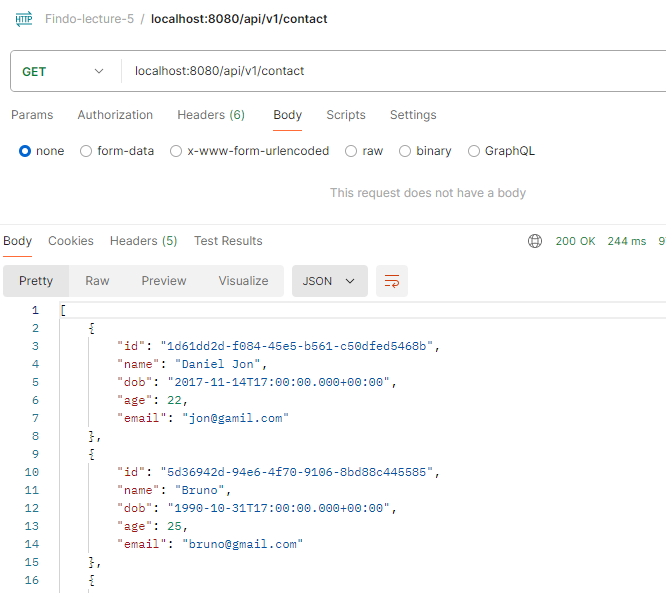 HTTP Findo-lecture-5 / localhost:8080/api/v1/contact
GET localhost:8080/api/v1/contact
Params Authorization Headers (6) Body Scripts Settings
none form-data x-www-form-urlencoded raw binary GraphQL
This request does not have a body
Body Cookies Headers (5) Test Results 200 OK 244 ms
Pretty Raw Preview Visualize JSON
1 [
2 {
3 "id": "1d61dd2d-f084-45e5-b561-c50dfed5468b",
4 "name": "Daniel Jon",
5 "dob": "2017-11-14T17:00:00.000+00:00",
6 "age": 22,
7 "email": "jon@gamil.com"
8 },
9 {
10 "id": "5d36942d-94e6-4f70-9106-8bd88c445585",
11 "name": "Bruno",
12 "dob": "1990-10-31T17:00:00.000+00:00",
13 "age": 25,
14 "email": "bruno@gmail.com"
15 },
16 {